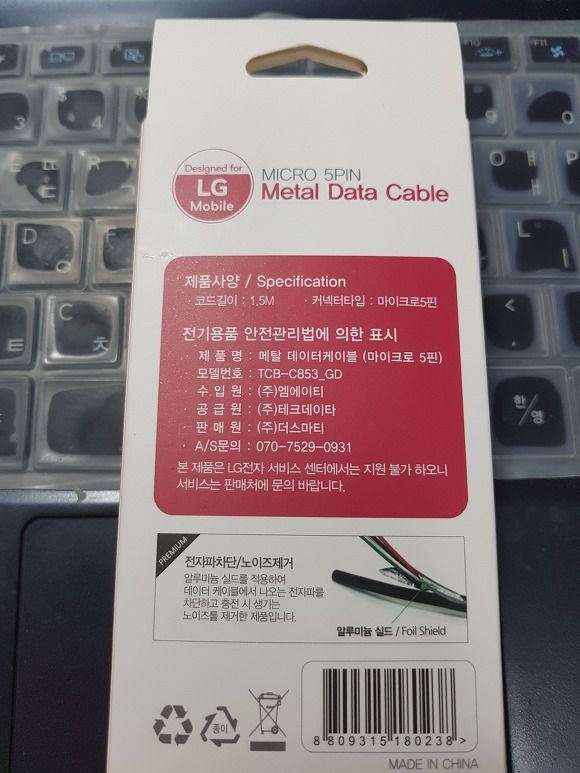 Designed for
LG
Mobile
MICRO 5PIN
Metal Data Cable
제품사양 / Specification
· 코드길이 : 1.5M · 커넥터타입 : 마이크로5핀
전기용품 안전관리법에 의한 표시
· 제 품 명 : 메탈 데이터케이블 (마이크로 5핀)
· 모델번호 : TCB-C853_GD
· 수 입 원 : (주)엠에이티
· 공 급 원 : (주)테크데이타
· 판 매 원 : (주)더스마티
· A/S문의 : 070-7529-0931
본 제품은 LG전자 서비스 센터에서는 지원 불가 하오니
서비스는 판매처에 문의 바랍니다.
PREMIUM
전자파차단/노이즈제거
알루미늄 실드를 적용하여
데이터 케이블에서 나오는 전자파를
차단하고 충전 시 생기는
노이즈를 제거한 제품입니다.
알루미늄 실드 / Foil Shield
종이
8 809315 180238 >
MADE IN CHINA
F10
F11
5
4
9
0
D
ㅇ
C
ㅊ
L
ㅣ
한/영